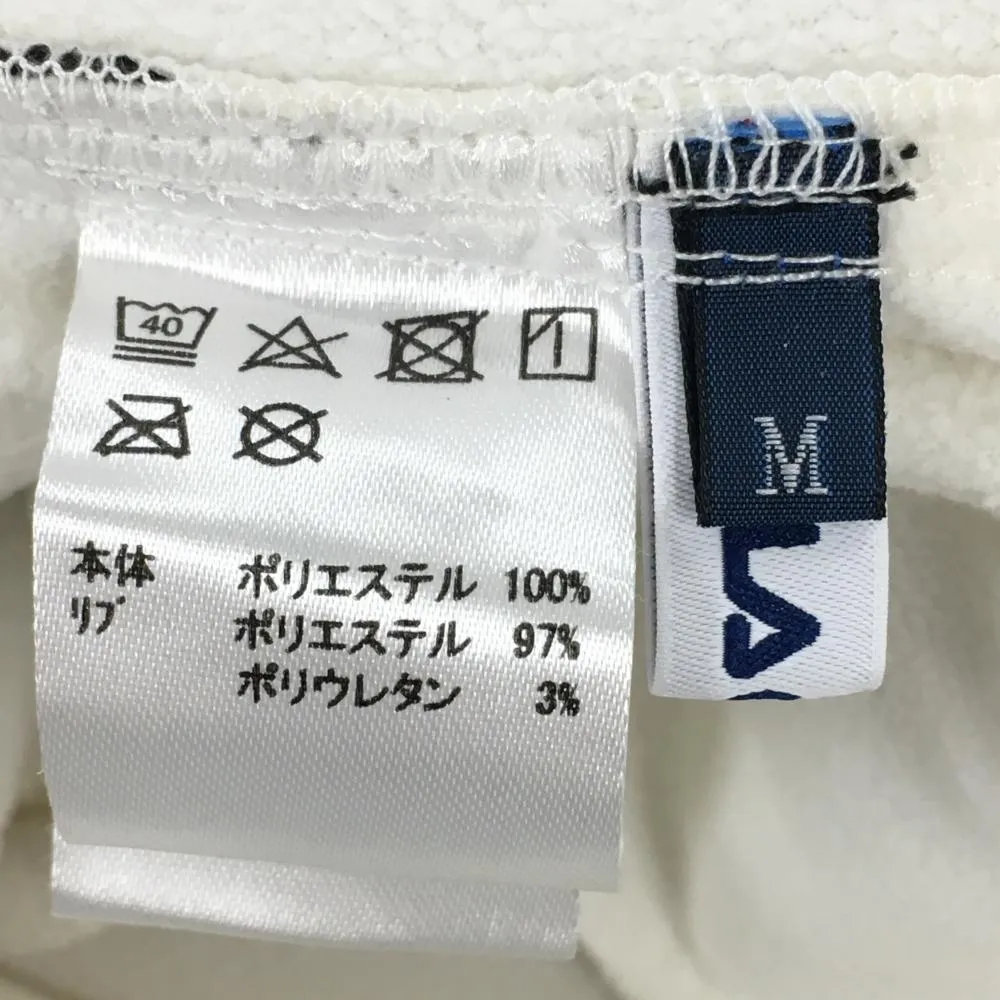 40
本体 ポリエステル 100%
リブ ポリエステル 97%
ポリウレタン 3%
M
LA